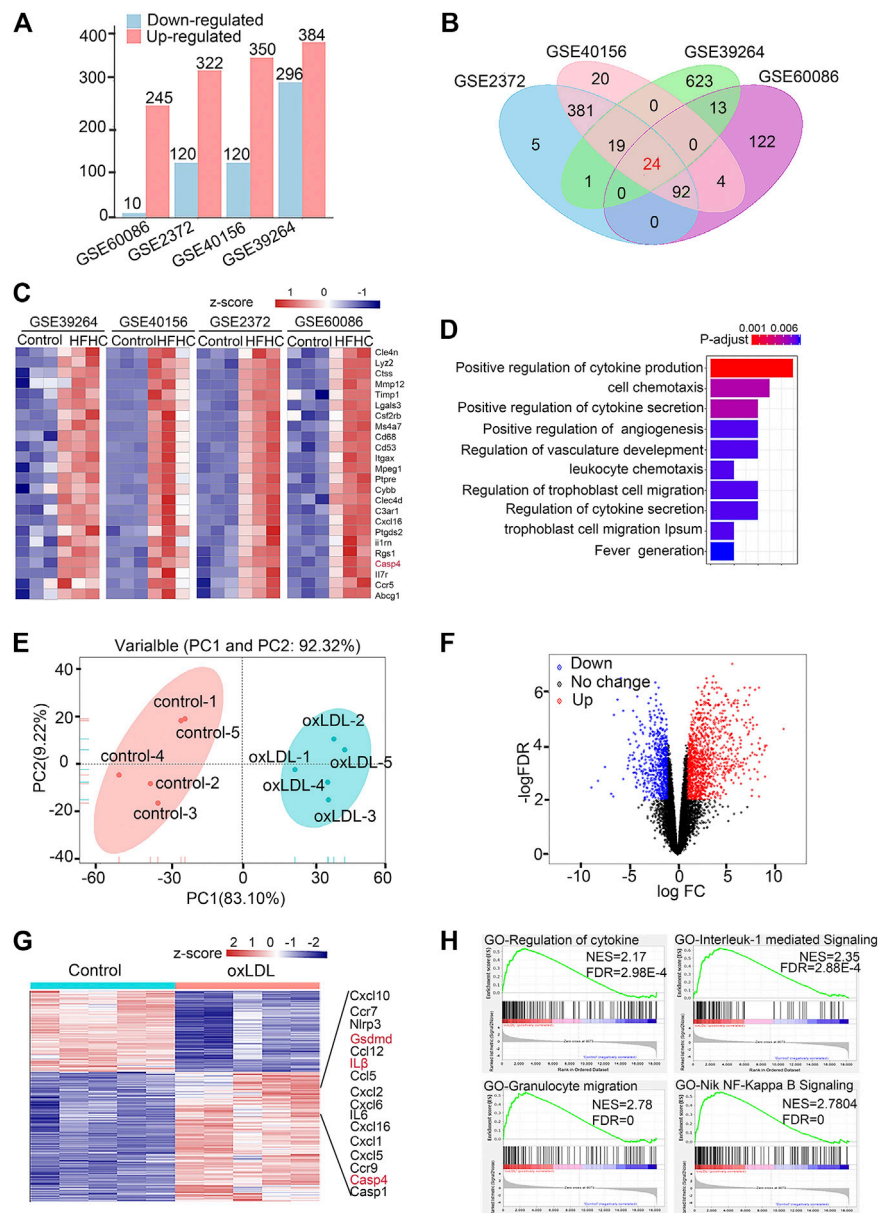 A
Down-regulated
Up-regulated
400
300
200
100
0
10
245
120
322
120
350
296
384
GSE60086
GSE2372
GSE40156
GSE39264
B
GSE40156
GSE39264
GSE2372
GSE60086
20
623
381
0
13
5
19
0
122
24
1
0
92
4
0
C
z-score
1
0
-1
GSE39264
GSE40156
GSE2372
GSE60086
Control HFHC
ControlHFHC
Control HFHC
Control HFHC
Cle4n
Lyz2
Ctss
Mmp12
Timp1
Lgals3
Csf2rb
Ms4a7
Cd68
Cd53
Itgax
Mpeg1
Ptpre
Cybb
Clec4d
C3ar1
Cxcl16
Ptgds2
ii1rn
Rgs1
Casp4
Il7r
Ccr5
Abcg1
D
P-adjust
0.001 0.006
Positive regulation of cytokine prodution
cell chemotaxis
Positive regulation of cytokine secretion
Positive regulation of angiogenesis
Regulation of vasculature develepment
leukocyte chemotaxis
Regulation of trophoblast cell migration
Regulation of cytokine secretion
trophoblast cell migration Ipsum
Fever generation
E
Varialble (PC1 and PC2: 92.32%)
PC2(9.22%)
40
20
0
-20
-40
control-1
control-5
control-4
control-2
control-3
oxLDL-2
oxLDL-1
oxLDL-5
oxLDL-4
oxLDL-3
-60
-30
0
30
60
PC1(83.10%)
F
Down
No change
Up
-logFDR
6
4
2
0
-10
-5
0
5
10
log FC
G
z-score
2 1 0 -1 -2
Control
oxLDL
Cxcl10
Ccr7
Nlrp3
Gsdmd
Ccl12
ILβ
Ccl5
Cxcl2
Cxcl6
IL6
Cxcl16
Cxcl1
Cxcl5
Ccr9
Casp4
Casp1
H
GO-Regulation of cytokine
NES=2.17
FDR=2.98E-4
GO-Interleuk-1 mediated Signaling
NES=2.35
FDR=2.88E-4
Rank in Ordered Dataset
Rank in Ordered Dataset
GO-Granulocyte migration
NES=2.78
FDR=0
GO-Nik NF-Kappa B Signaling
NES=2.7804
FDR=0